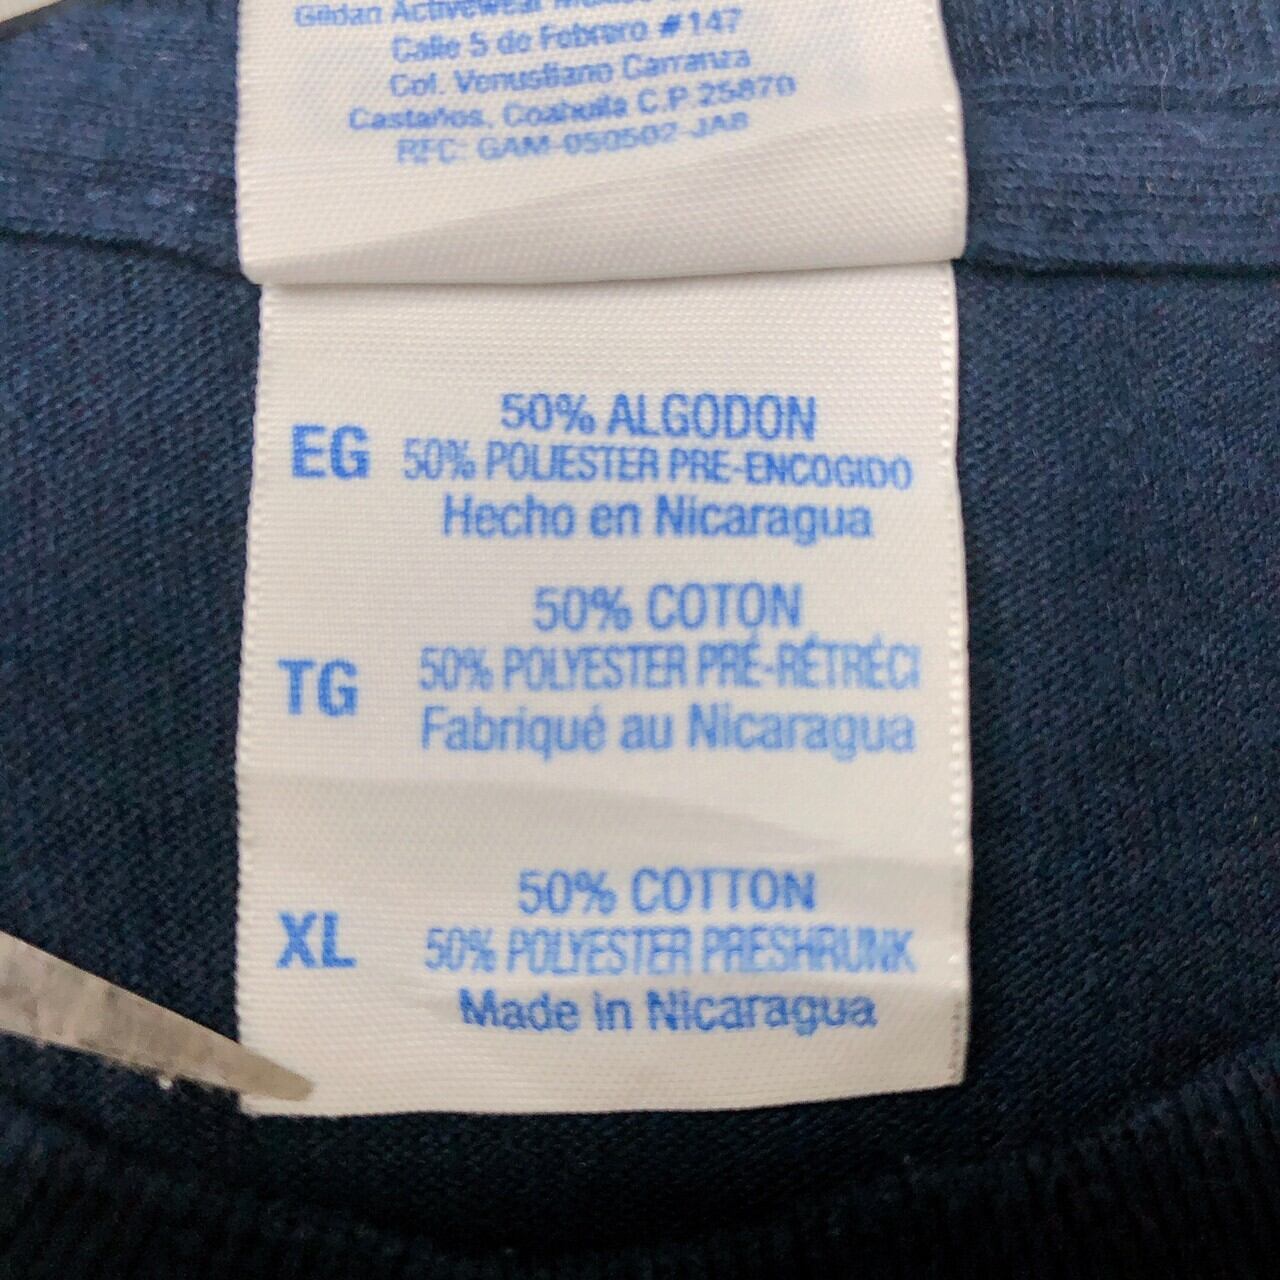 Gildan Activewear
Calle 5 de Febrero #147
Col. Venustiano Carranza
Castaños, Coahuila C.P. 25870
RFC: GAM-050502-JA8
50% ALGODON
EG 50% POLIESTER PRE-ENCOGIDO
Hecho en Nicaragua
50% COTON
TG 50% POLYESTER PRÉ-RÉTRÉCI
Fabriqué au Nicaragua
50% COTTON
XL 50% POLYESTER PRESHRUNK
Made in Nicaragua